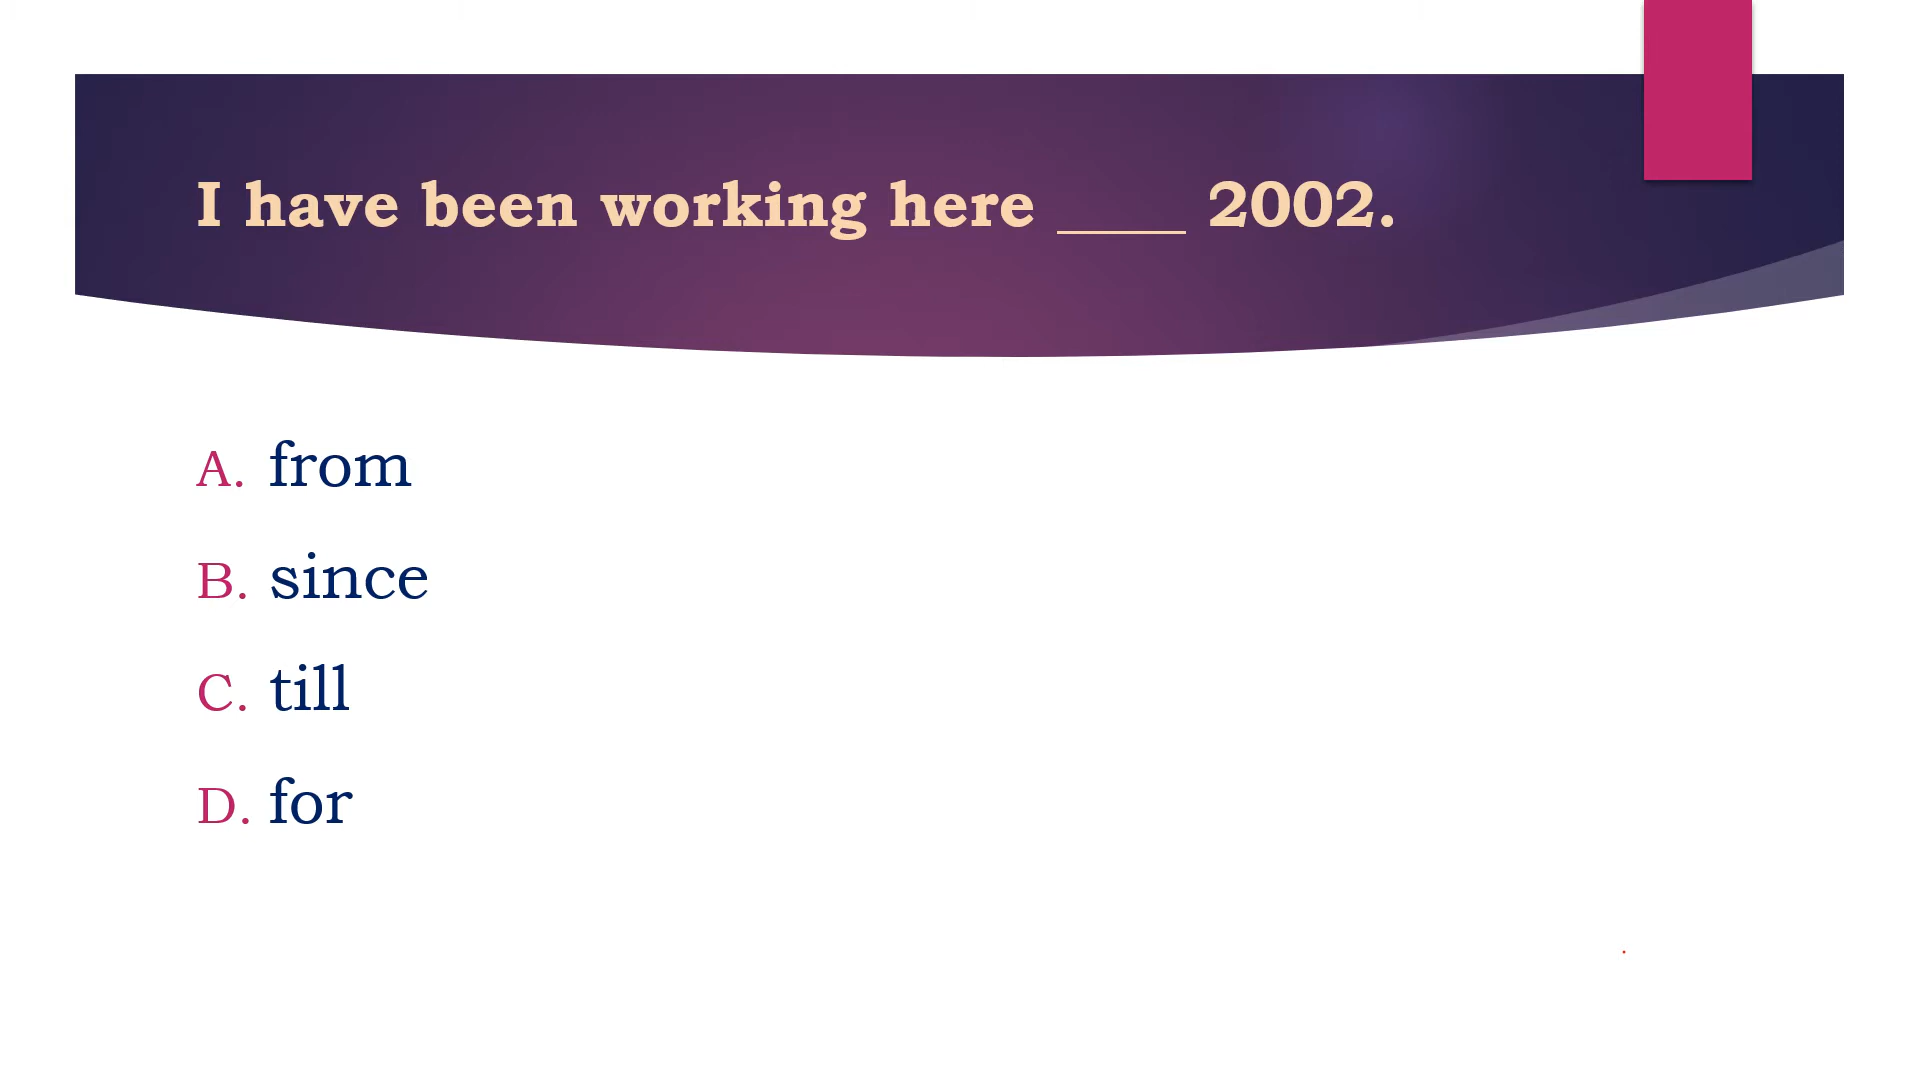 I have been working here ____ 2002.
A. from
B. since
C. till
D. for